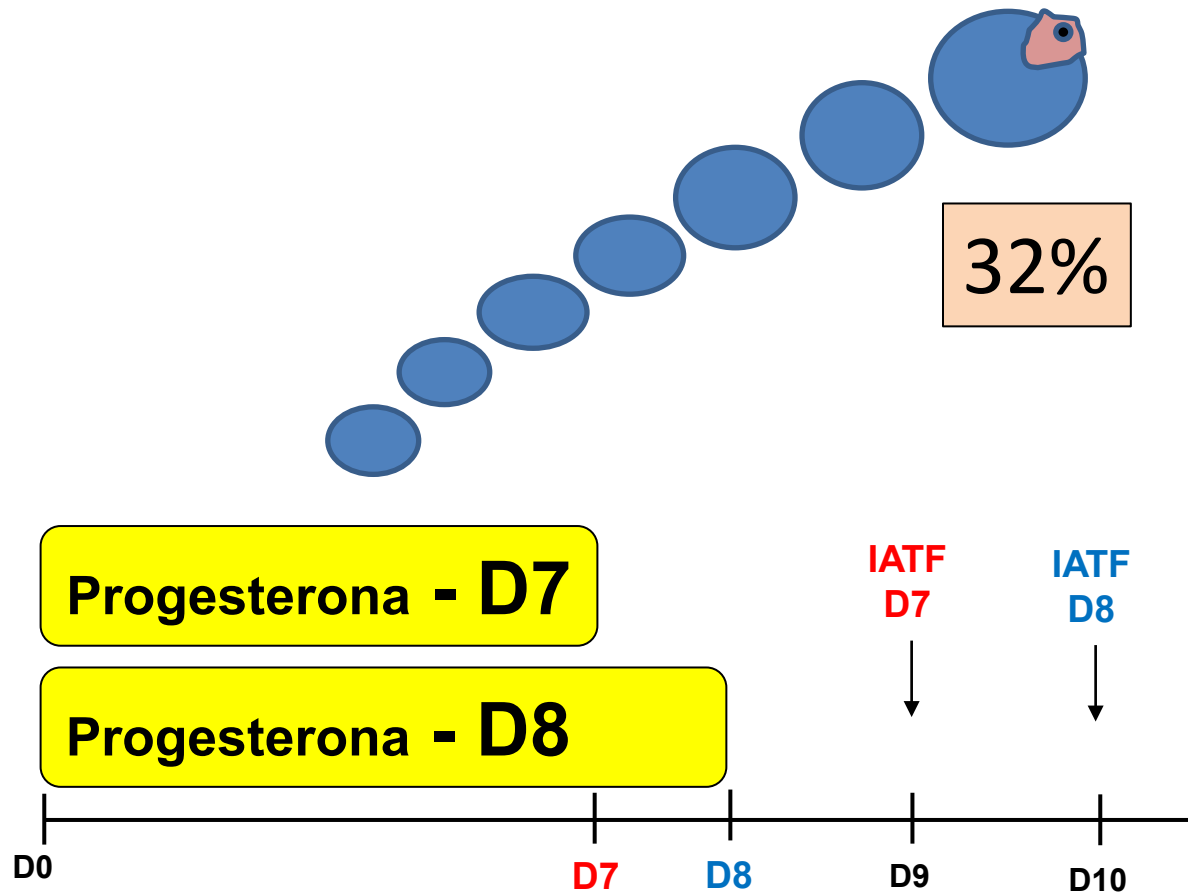 32%
Progesterona - D7
IATF
D7
IATF
D8
Progesterona - D8
D0
D7
D8
D9
D10